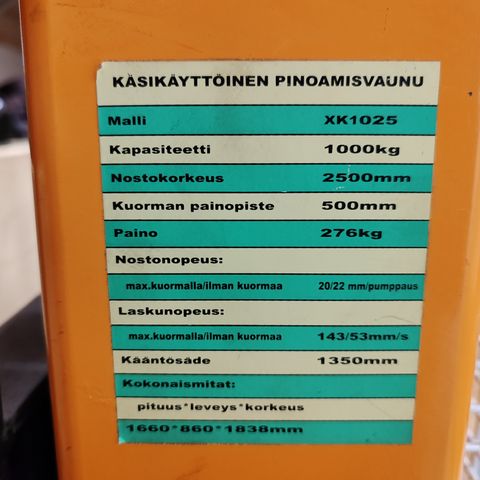 KÄSIKÄYTTÖINEN PINOAMISVAUNU
Malli XK1025
Kapasiteetti 1000kg
Nostokorkeus 2500mm
Kuorman painopiste 500mm
Paino 276kg
Nostonopeus:
max.kuormalla/ilman kuormaa 20/22 mm/pumppaus
Laskunopeus:
max.kuormalla/ilman kuormaa 143/53mm/s
Kääntösäde 1350mm
Kokonaismitat:
pituus*leveys*korkeus
1660*860*1838mm